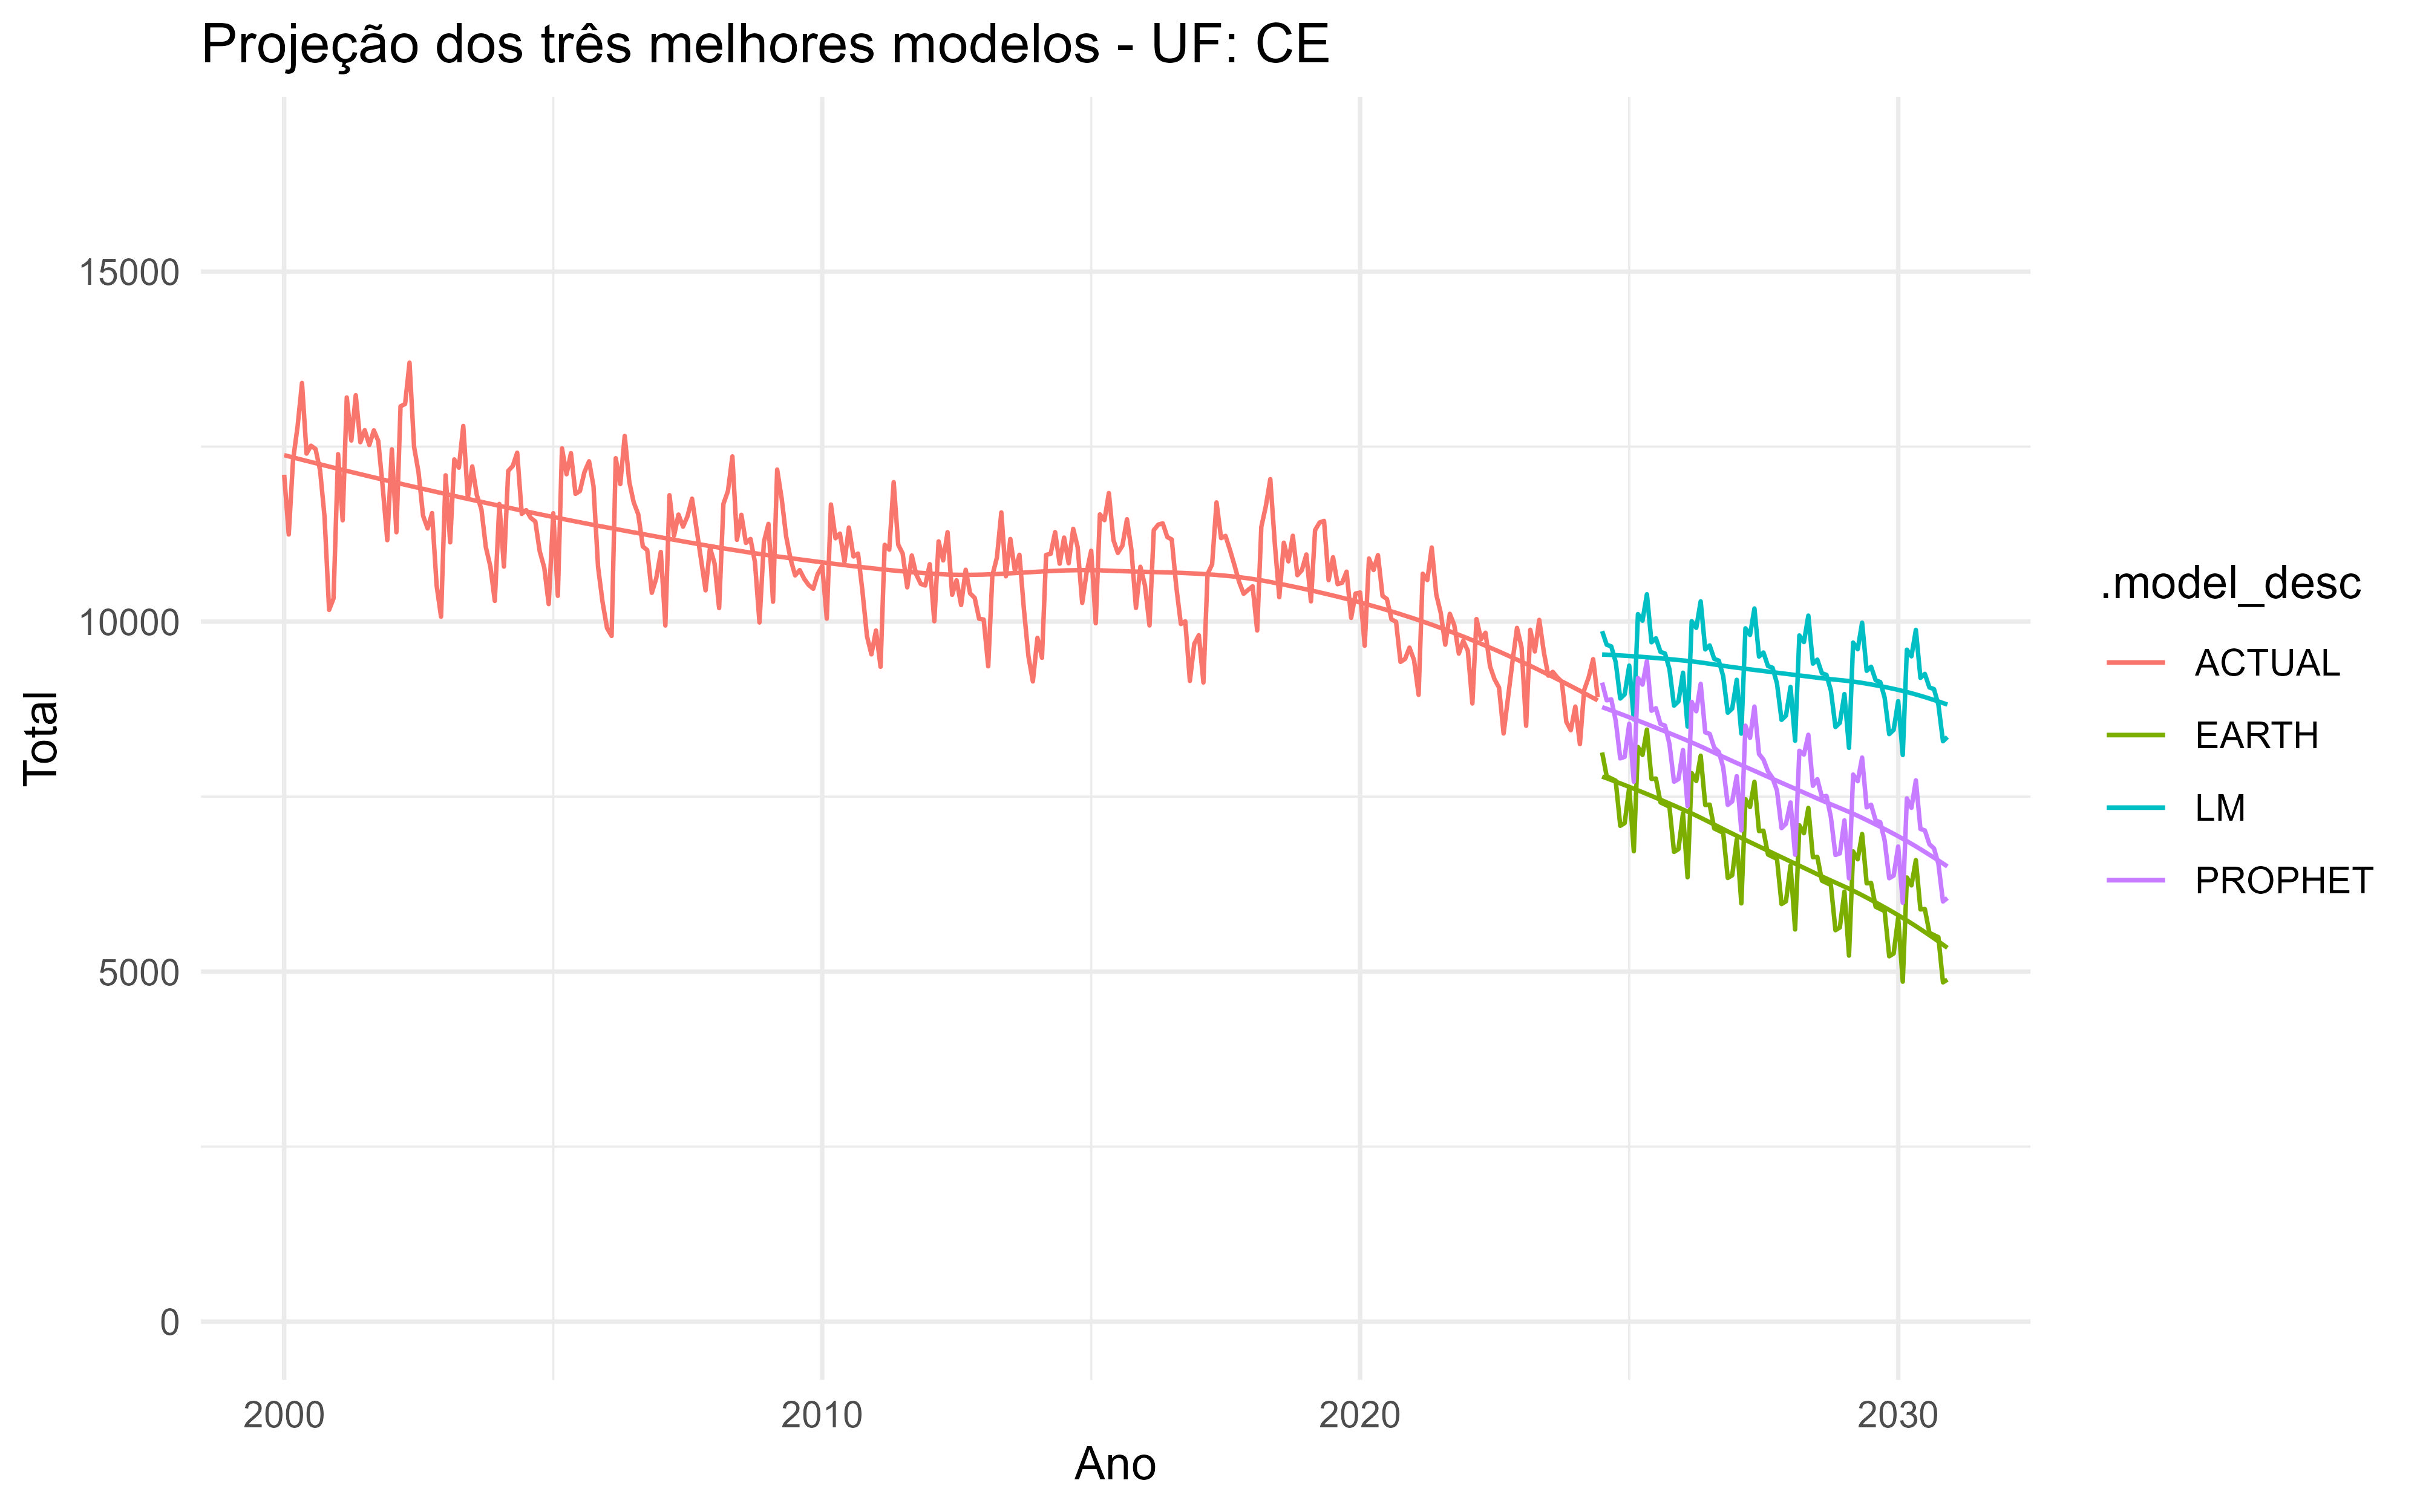 Projeção dos três melhores modelos - UF: CE
15000
10000
5000
0
Total
2000
2010
2020
2030
Ano
.model_desc
ACTUAL
EARTH
LM
PROPHET